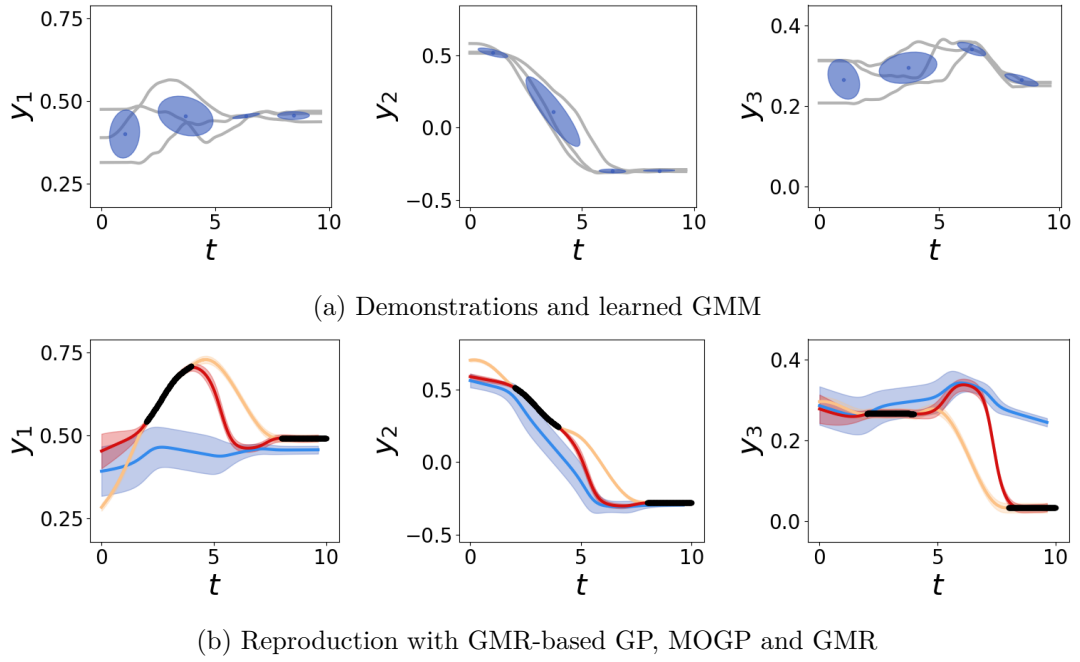 0.75
0.50
0.25
y1
0 5 10
t
0.5
0.0
−0.5
y2
0 5 10
t
0.4
0.2
0.0
y3
0 5 10
t
(a) Demonstrations and learned GMM
0.75
0.50
0.25
y1
0 5 10
t
0.5
0.0
−0.5
y2
0 5 10
t
0.4
0.2
0.0
y3
0 5 10
t
(b) Reproduction with GMR-based GP, MOGP and GMR